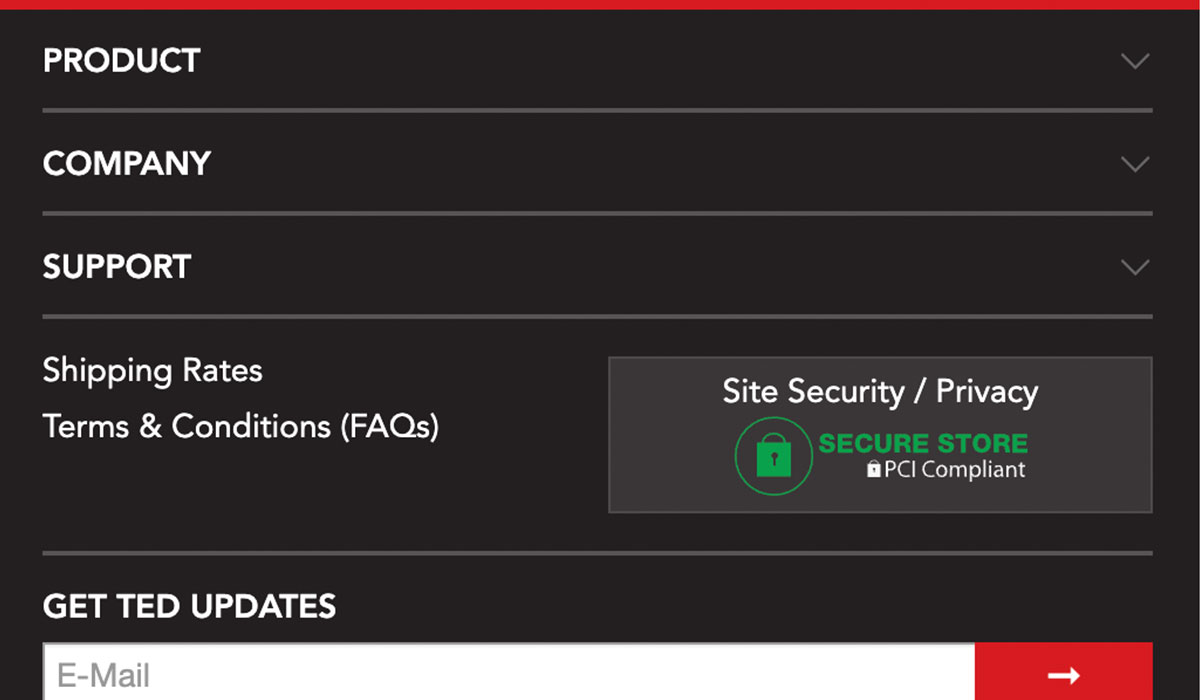 PRODUCT
COMPANY
SUPPORT
Shipping Rates
Terms & Conditions (FAQs)
Site Security / Privacy
SECURE STORE
PCI Compliant
GET TED UPDATES
E-Mail